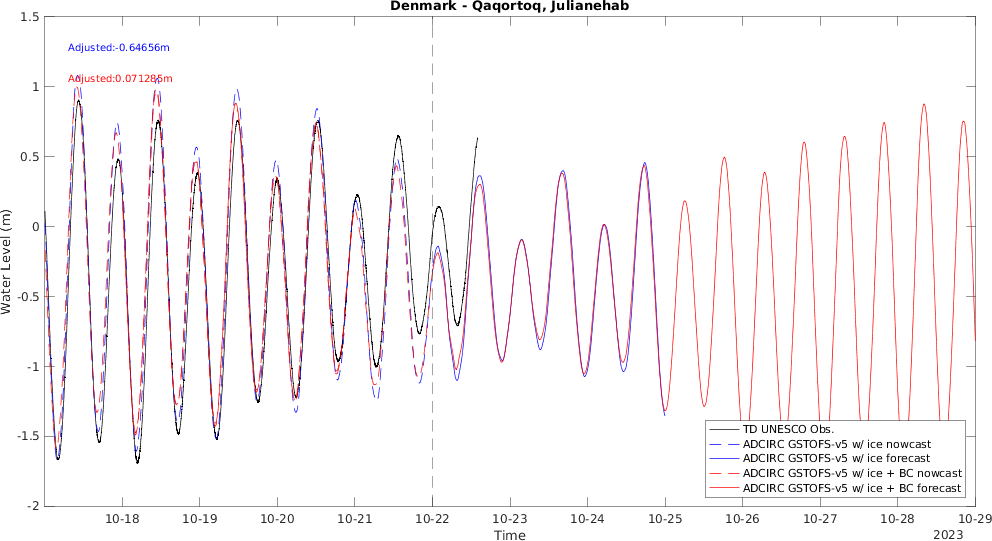 Denmark - Qaqortoq, Julianehab
1.5
Adjusted:-0.64656m
Adjusted:0.071285m
1
0.5
0
-0.5
-1
-1.5
-2
Water Level (m)
TD UNESCO Obs.
ADCIRC GSTOFS-v5 w/ ice nowcast
ADCIRC GSTOFS-v5 w/ ice forecast
ADCIRC GSTOFS-v5 w/ ice + BC nowcast
ADCIRC GSTOFS-v5 w/ ice + BC forecast
10-18 10-19 10-20 10-21 10-22 10-23 10-24 10-25 10-26 10-27 10-28 10-29
Time
2023